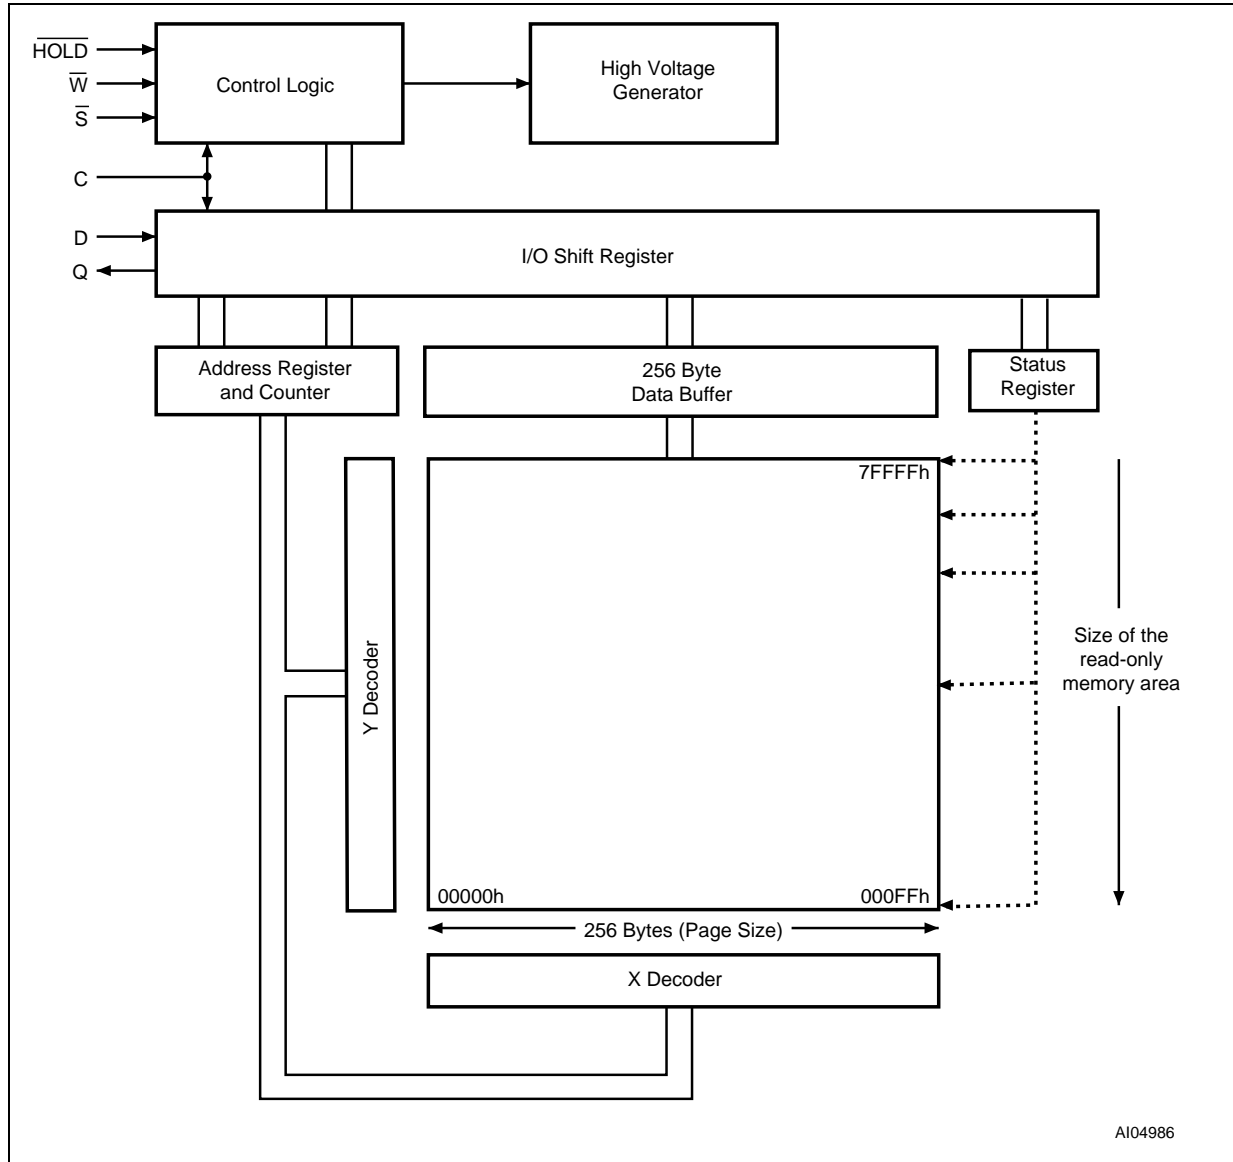 H̅O̅L̅D̅
W̅
S̅
Control Logic
High Voltage
Generator
C
D
Q
I/O Shift Register
Address Register
and Counter
256 Byte
Data Buffer
Status
Register
7FFFFh
Y Decoder
Size of the
read-only
memory area
00000h
000FFh
256 Bytes (Page Size)
X Decoder
AI04986